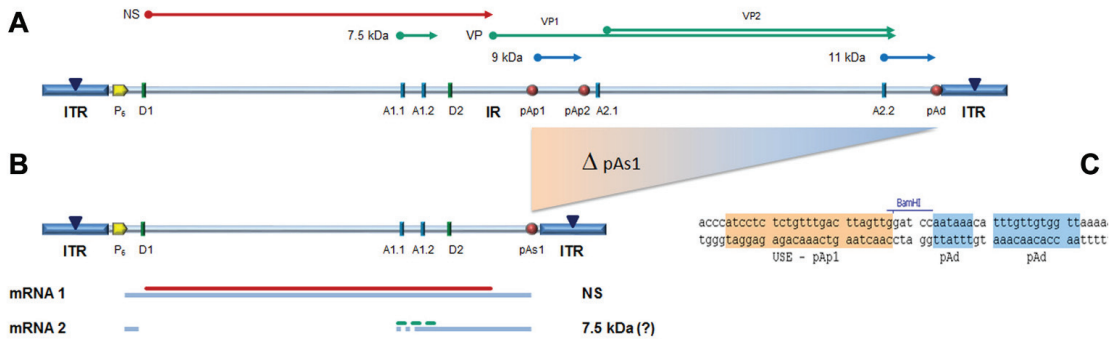 A
NS
7.5 kDa
VP
VP1
VP2
9 kDa
11 kDa
ITR
P6
D1
A1.1
A1.2
D2
IR
pAp1
pAp2
A2.1
A2.2
pAd
ITR
B
Δ pAs1
C
ITR
P6
D1
A1.1
A1.2
D2
pAs1
ITR
BamHI
acccatcctc tctgtttgac ttagttggat ccaataaaca tttgttgtgg ttaaaa
tgggtaggag agacaaactg aatcaaccta ggttatttgt aaacaacacc aatttt
USE - pAp1 pAd pAd
mRNA 1 NS
mRNA 2 7.5 kDa (?)